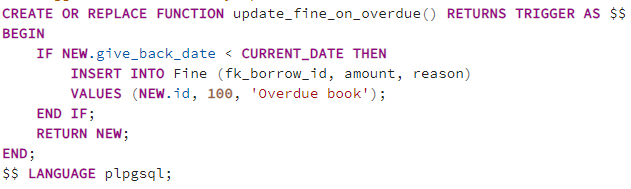 CREATE OR REPLACE FUNCTION update_fine_on_overdue() RETURNS TRIGGER AS $$
BEGIN
    IF NEW.give_back_date < CURRENT_DATE THEN
        INSERT INTO Fine (fk_borrow_id, amount, reason)
        VALUES (NEW.id, 100, 'Overdue book');
    END IF;
    RETURN NEW;
END;
$$ LANGUAGE plpgsql;